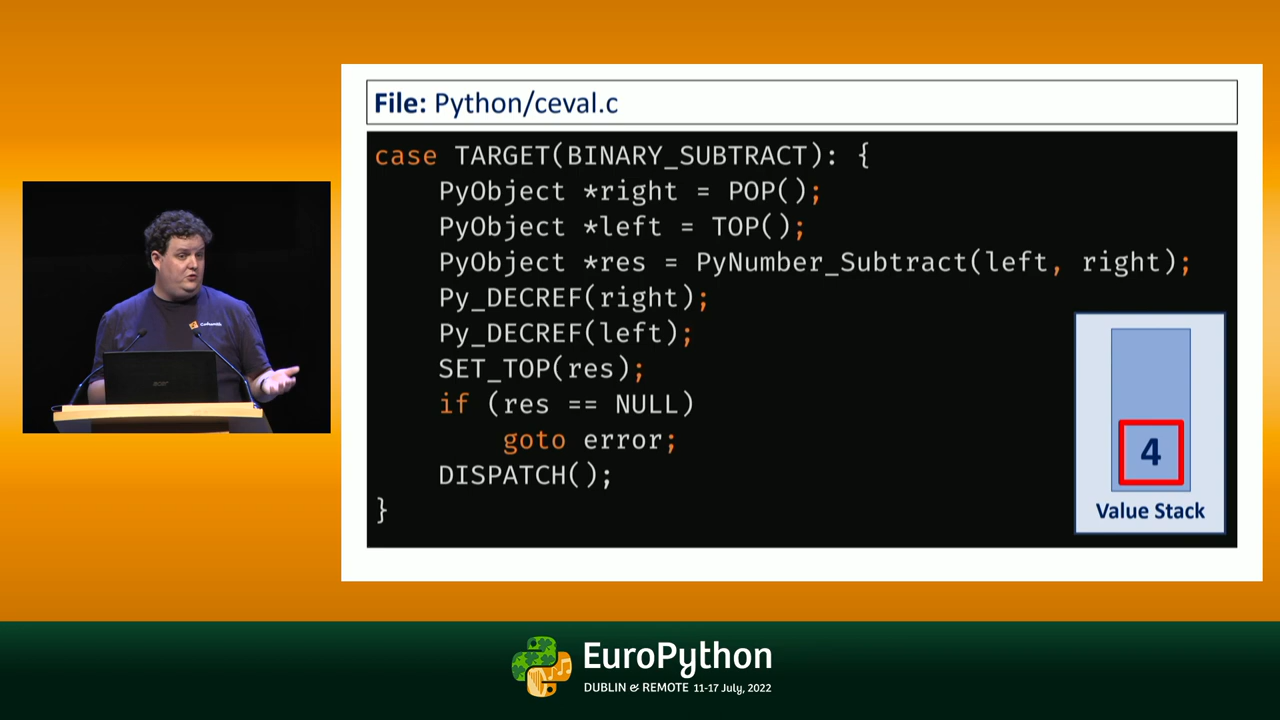 File: Python/ceval.c
case TARGET(BINARY_SUBTRACT): {
PyObject *right = POP();
PyObject *left = TOP();
PyObject *res = PyNumber_Subtract(left, right);
Py_DECREF(right);
Py_DECREF(left);
SET_TOP(res);
if (res == NULL)
goto error;
DISPATCH();
}
4
Value Stack
EuroPython
DUBLIN & REMOTE 11-17 July, 2022